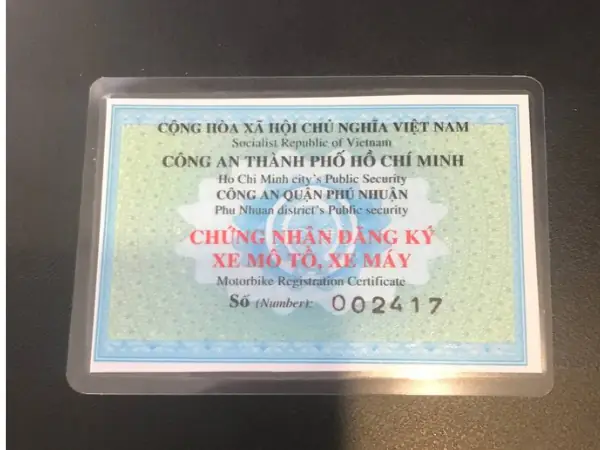 CỘNG HÒA XÃ HỘI CHỦ NGHĨA VIỆT NAM
Socialist Republic of Vietnam
CÔNG AN THÀNH PHỐ HỒ CHÍ MINH
Ho Chi Minh city's Public Security
CÔNG AN QUẬN PHÚ NHUẬN
Phu Nhuan district's Public security
CHỨNG NHẬN ĐĂNG KÝ
XE MÔ TÔ, XE MÁY
Motorbike Registration Certificate
Số (Number): 002417